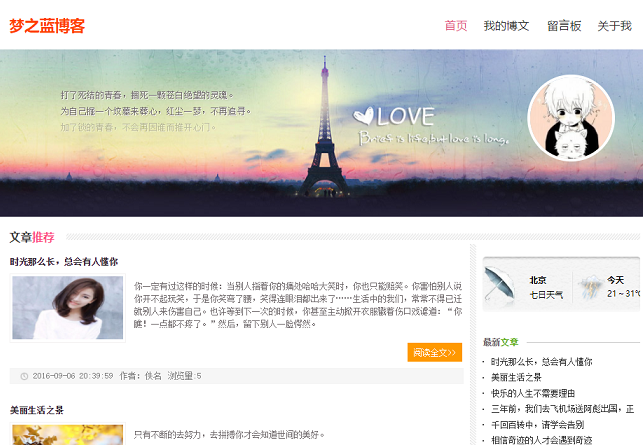 梦之蓝博客
首页 我的博文 留言板 关于我
打了死结的青春，捆死一颗苍白绝望的灵魂。
为自己掘一个坟墓来葬心，红尘一梦，不再追寻。
加了锁的青春，不会再因谁而推开心门。
LOVE
Brief is life, but love is long.
文章推荐
时光那么长，总会有人懂你
你一定有过这样的时候：当别人指着你的痛处哈哈大笑时，你也只能赔笑。你害怕别人说
你开不起玩笑，于是你笑弯了腰，笑得连眼泪都出来了……生活中的我们，常常不得已迁
就别人来伤害自己。也许等到下一次的时候，你甚至主动掀开衣服戳着伤口戏谑道：“你
瞧！一点都不疼了。”然后，留下别人一脸愕然。
阅读全文>>
2016-09-06 20:39:59 作者：佚名 浏览量:5
美丽生活之景
只有不断的去努力，去拼搏你才会知道世间的美好。
北京
七日天气
今天
21～31℃
最新文章
时光那么长，总会有人懂你
美丽生活之景
快乐的人生不需要理由
三年前，我们去飞机场送阿彪出国，正
千回百转中，请学会告别
相信奇迹的人才会遇到奇迹